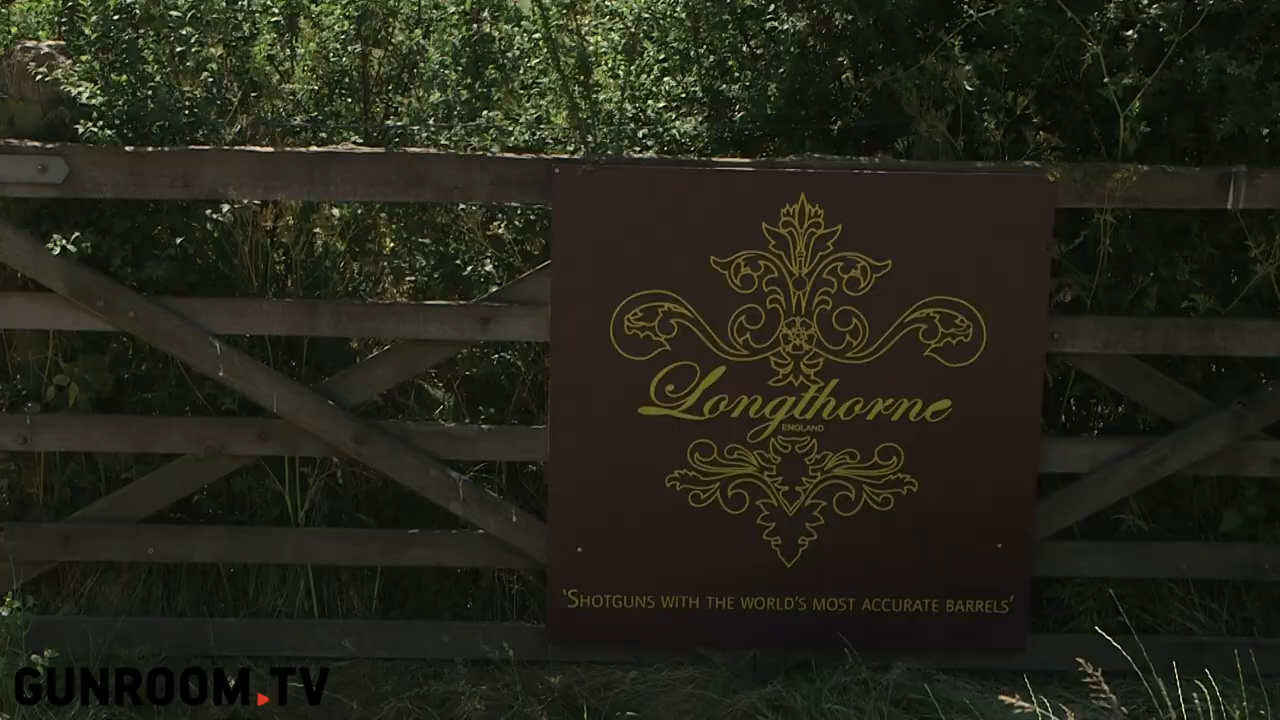 Longthorne
ENGLAND
'SHOTGUNS WITH THE WORLD'S MOST ACCURATE BARRELS'
GUNROOM.TV